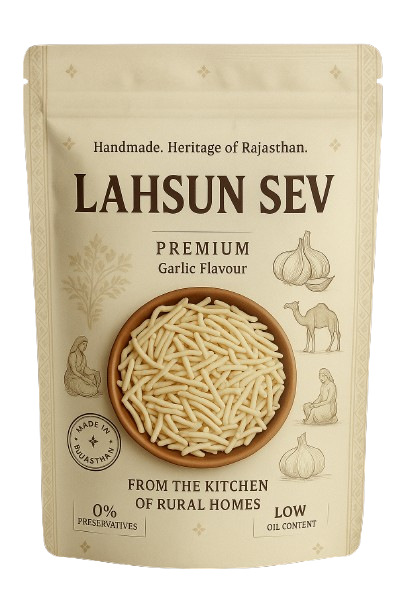 Handmade. Heritage of Rajasthan.
LAHSUN SEV
PREMIUM
Garlic Flavour
MADE IN
BUUASTHAN
FROM THE KITCHEN
OF RURAL HOMES
0%
PRESERVATIVES
LOW
OIL CONTENT